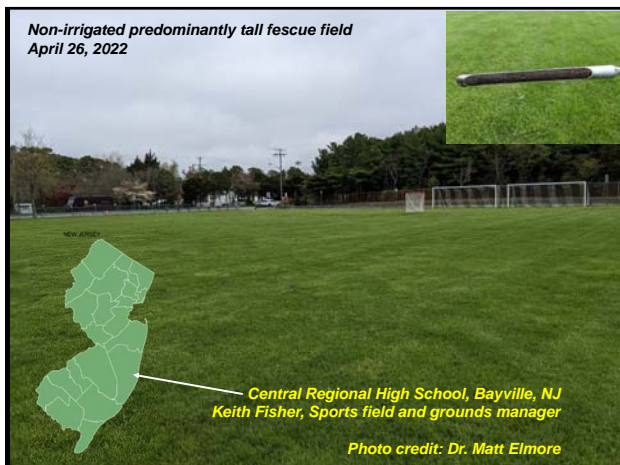 Non-irrigated predominantly tall fescue field
April 26, 2022
NEW JERSEY
Central Regional High School, Bayville, NJ
Keith Fisher, Sports field and grounds manager
Photo credit: Dr. Matt Elmore